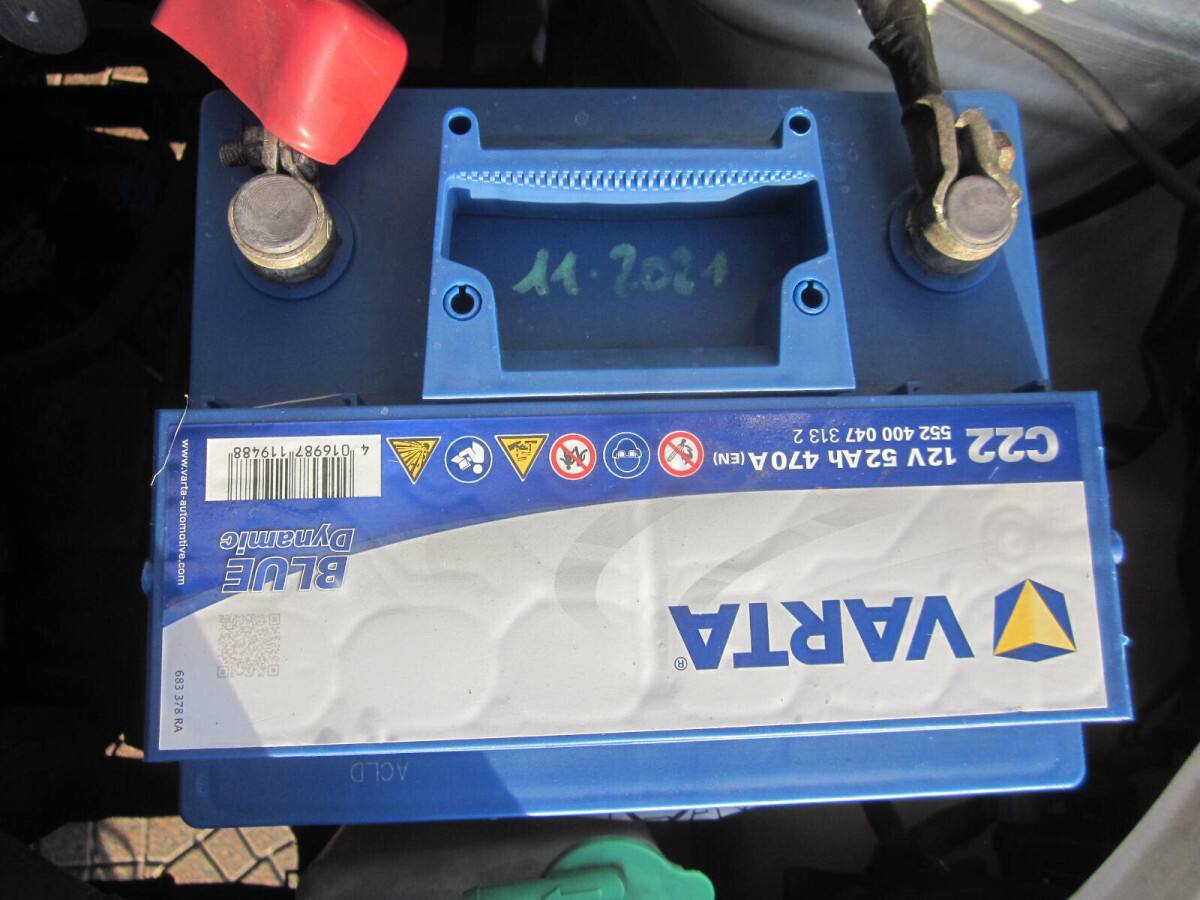 11.2021
C22
12V 52Ah 470A (EN)
552 400 047 313 2
4 016987 119488
BLUE
Dynamic
VARTA®
www.varta-automotive.com
683 378 RA
ACLD